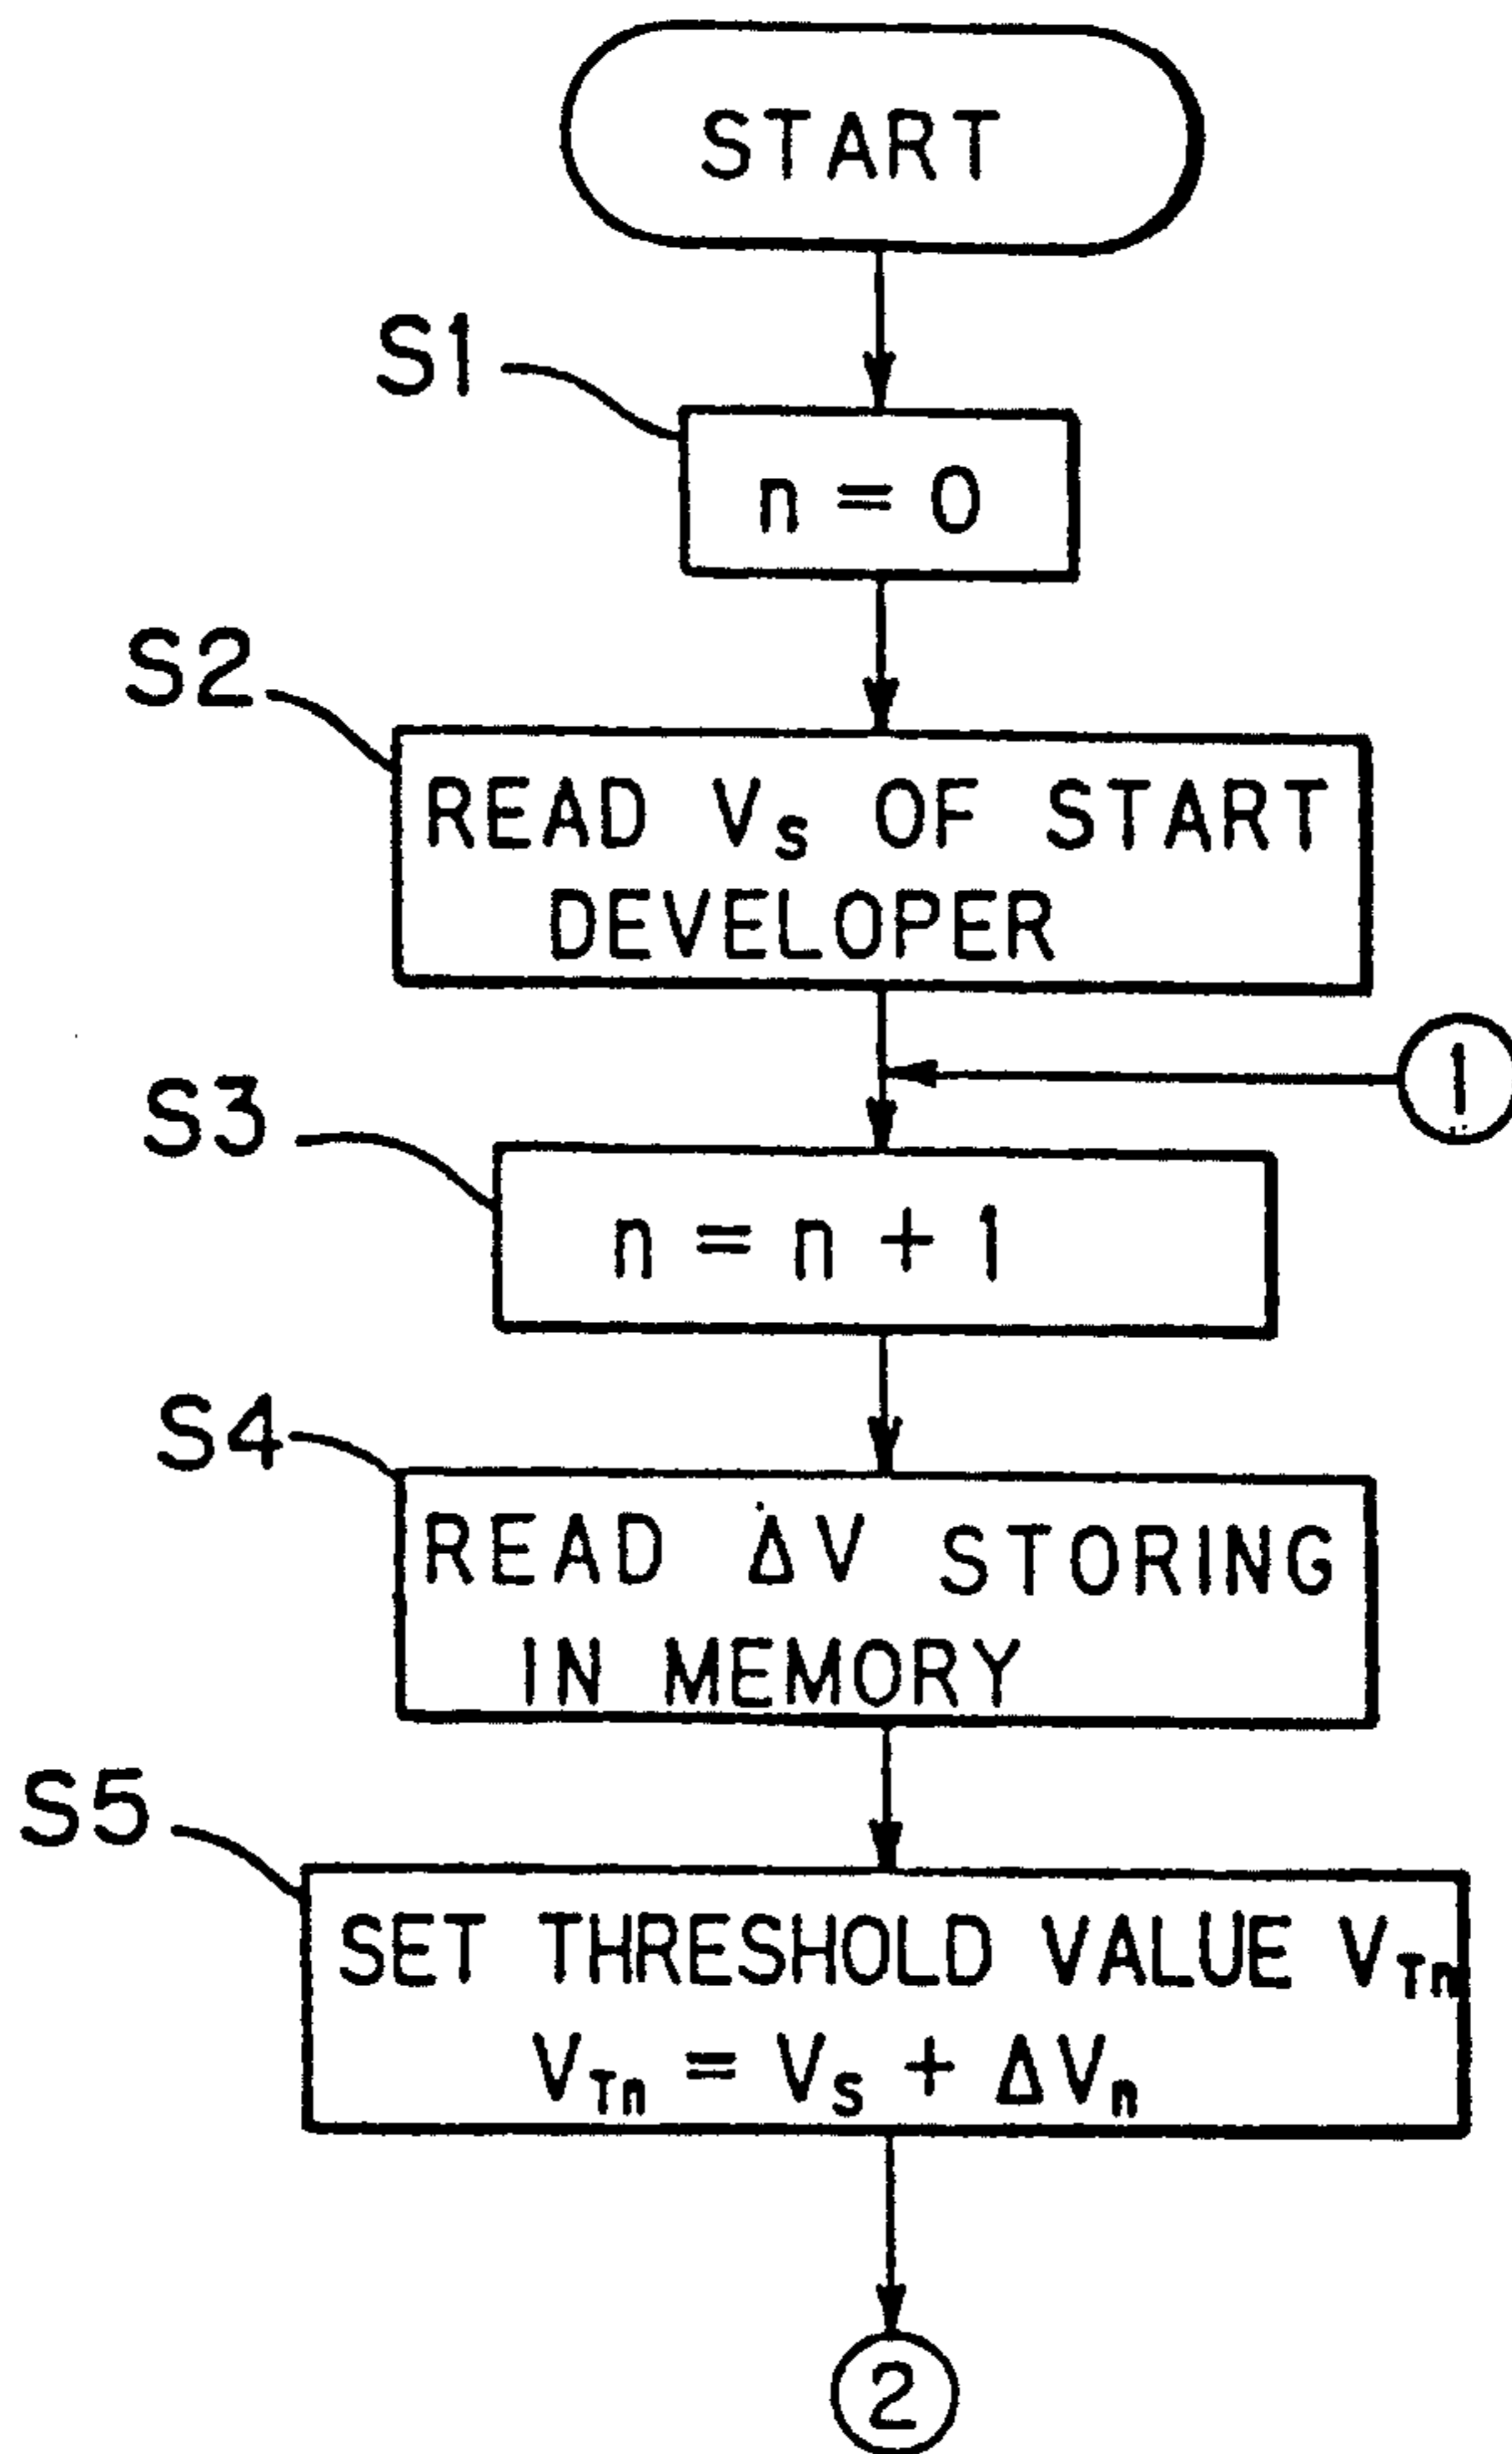 START
S1
n = 0
S2
READ Vs OF START
DEVELOPER
1
S3
n = n + 1
S4
READ ΔV STORING
IN MEMORY
S5
SET THRESHOLD VALUE VTn
VTn = Vs + ΔVn
2